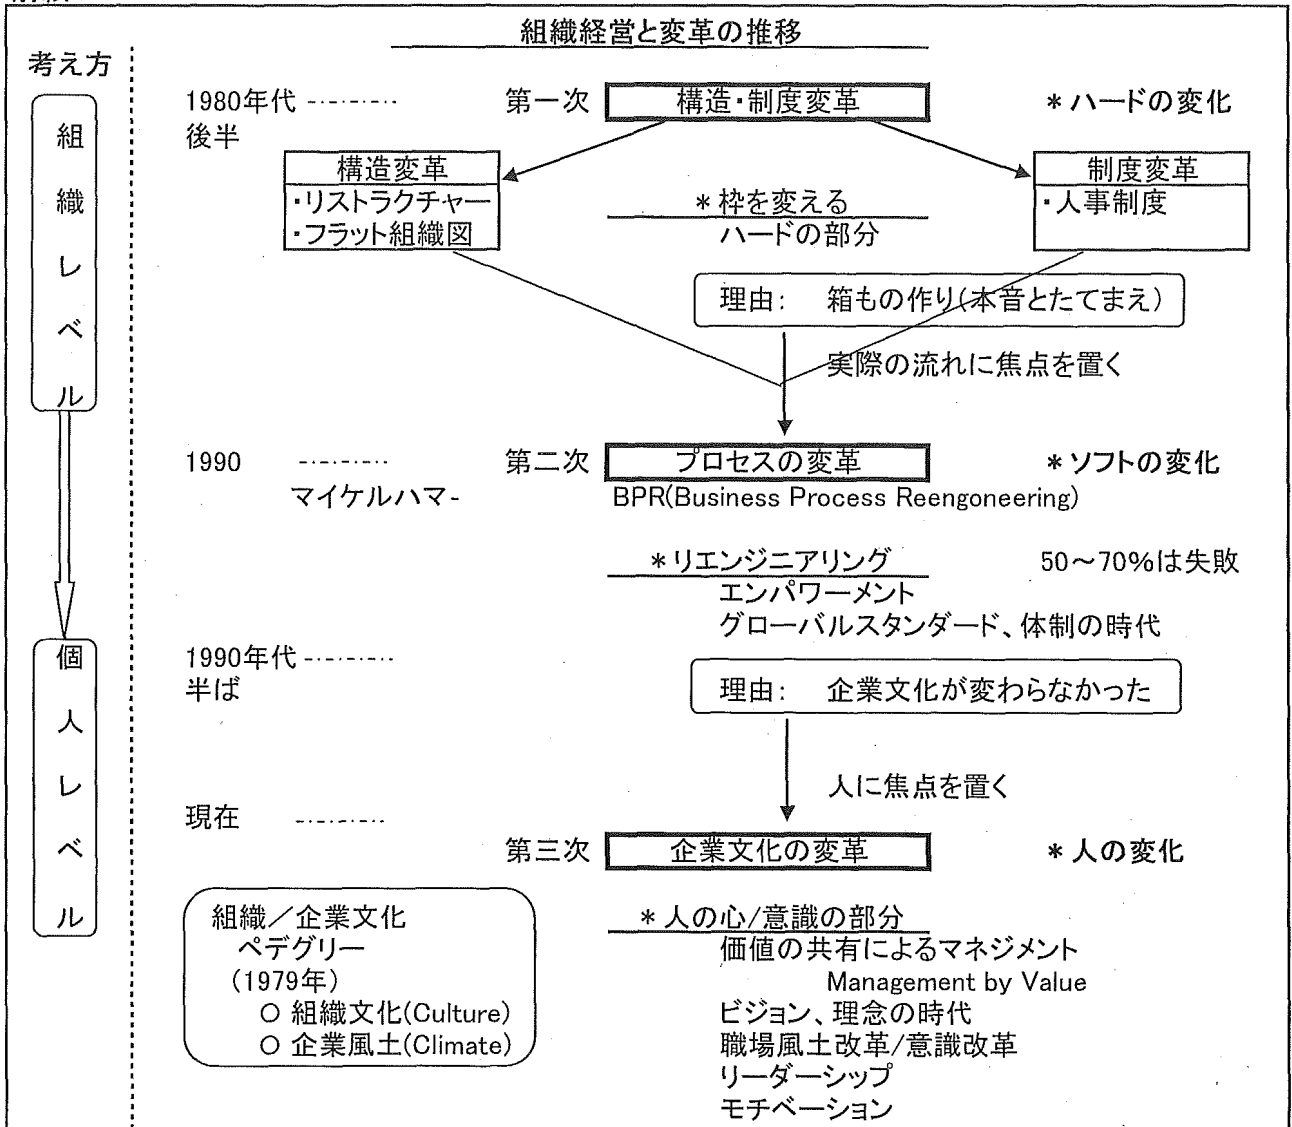 組織経営と変革の推移
考え方
組織レベル
個人レベル
1980年代 第一次 構造・制度変革 *ハードの変化
後半
構造変革 制度変革
・リストラクチャー *枠を変える ・人事制度
・フラット組織図 ハードの部分
理由: 箱もの作り(本音とたてまえ)
実際の流れに焦点を置く
1990 第二次 プロセスの変革 *ソフトの変化
マイケルハマ- BPR(Business Process Reengoneering)
*リエンジニアリング 50～70%は失敗
エンパワーメント
グローバルスタンダード、体制の時代
1990年代
半ば 理由: 企業文化が変わらなかった
人に焦点を置く
現在
第三次 企業文化の変革 *人の変化
組織／企業文化 *人の心/意識の部分
ペデグリー 価値の共有によるマネジメント
(1979年) Management by Value
○ 組織文化(Culture) ビジョン、理念の時代
○ 企業風土(Climate) 職場風土改革/意識改革
リーダーシップ
モチベーション